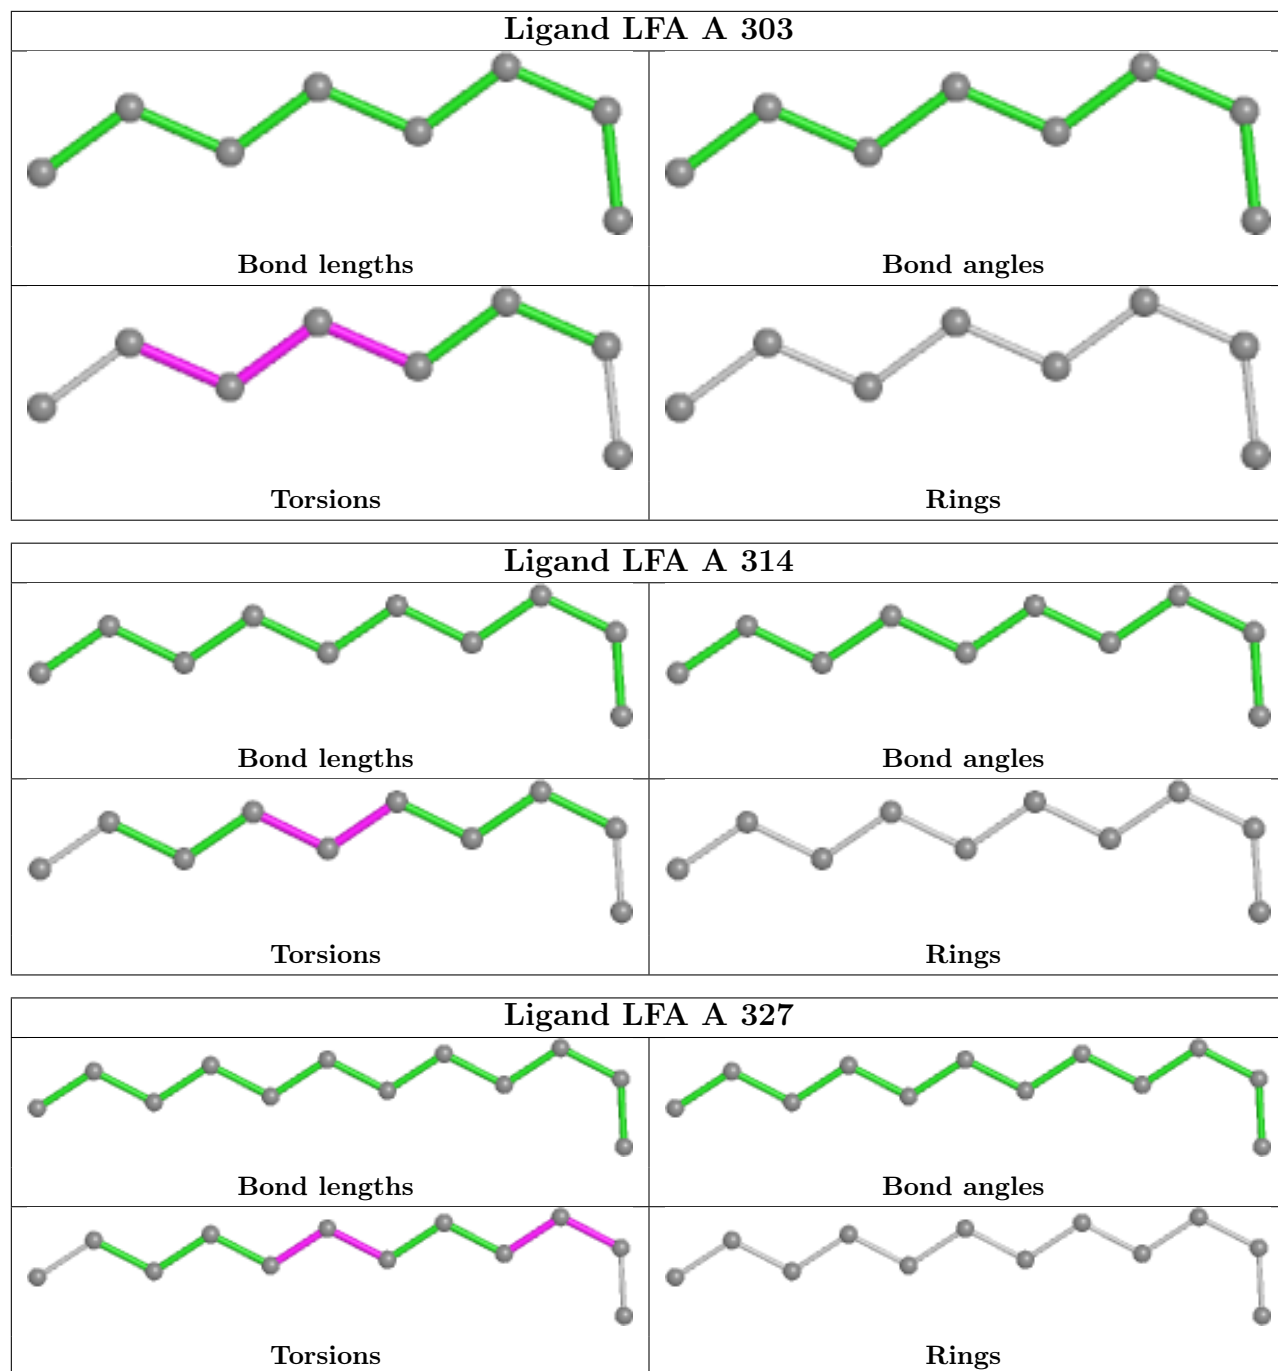 Ligand LFA A 303
Bond lengths
Bond angles
Torsions
Rings
Ligand LFA A 314
Bond lengths
Bond angles
Torsions
Rings
Ligand LFA A 327
Bond lengths
Bond angles
Torsions
Rings